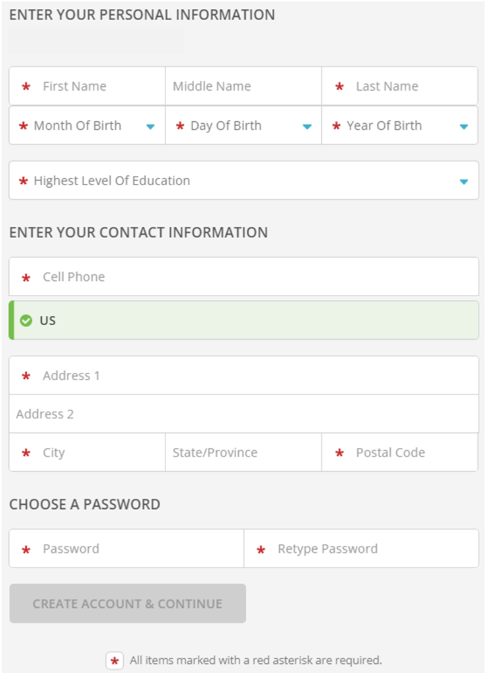 ENTER YOUR PERSONAL INFORMATION
* First Name Middle Name * Last Name
* Month Of Birth * Day Of Birth * Year Of Birth
* Highest Level Of Education
ENTER YOUR CONTACT INFORMATION
* Cell Phone
US
* Address 1
Address 2
* City State/Province * Postal Code
CHOOSE A PASSWORD
* Password * Retype Password
CREATE ACCOUNT & CONTINUE
* All items marked with a red asterisk are required.